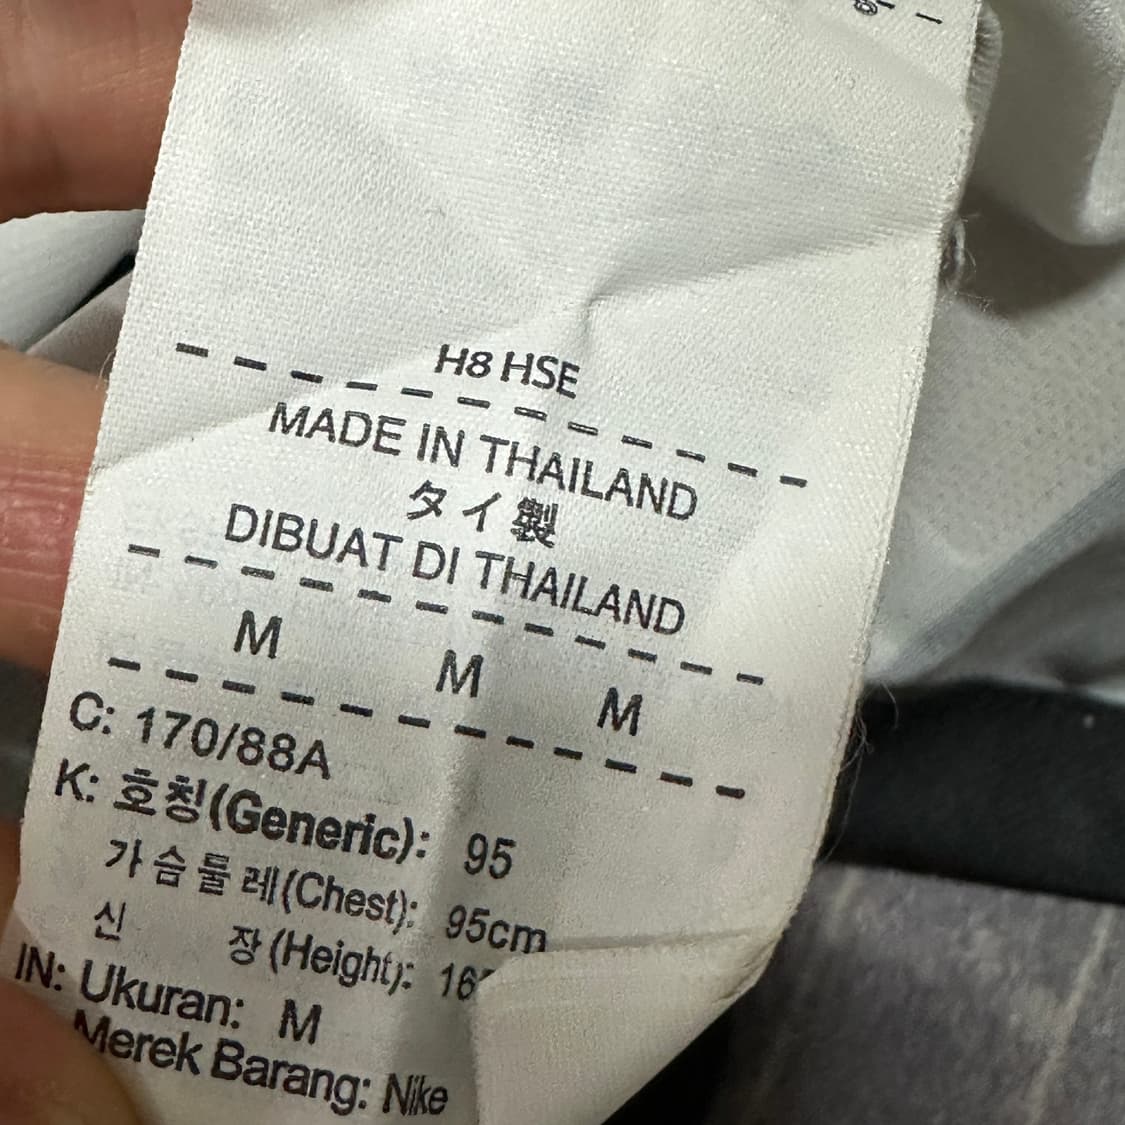 H8 HSE
MADE IN THAILAND
タイ製
DIBUAT DI THAILAND
M M M
C: 170/88A
K: 호칭(Generic): 95
가슴둘레(Chest): 95cm
신 장(Height):
IN: Ukuran: M
Merek Barang: Nike